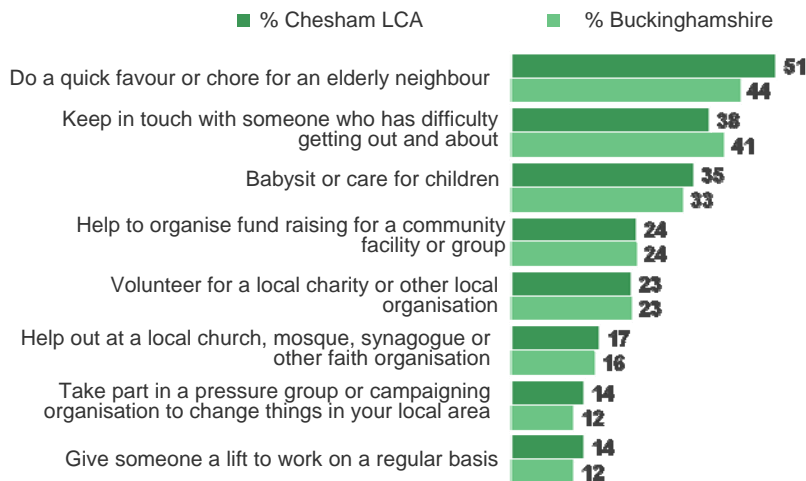 % Chesham LCA % Buckinghamshire
Do a quick favour or chore for an elderly neighbour
51
44
Keep in touch with someone who has difficulty
getting out and about
38
41
Babysit or care for children
35
33
Help to organise fund raising for a community
facility or group
24
24
Volunteer for a local charity or other local
organisation
23
23
Help out at a local church, mosque, synagogue or
other faith organisation
17
16
Take part in a pressure group or campaigning
organisation to change things in your local area
14
12
Give someone a lift to work on a regular basis
14
12